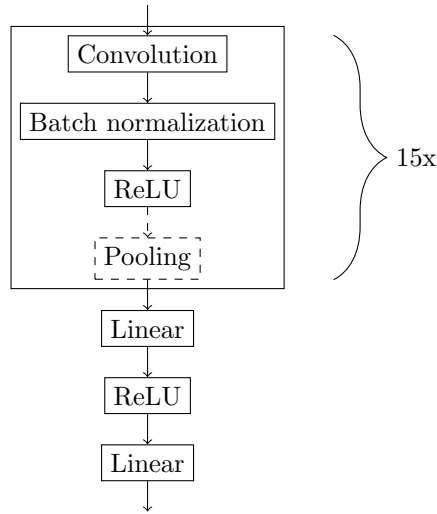 Convolution
Batch normalization
ReLU
15x
Pooling
Linear
ReLU
Linear